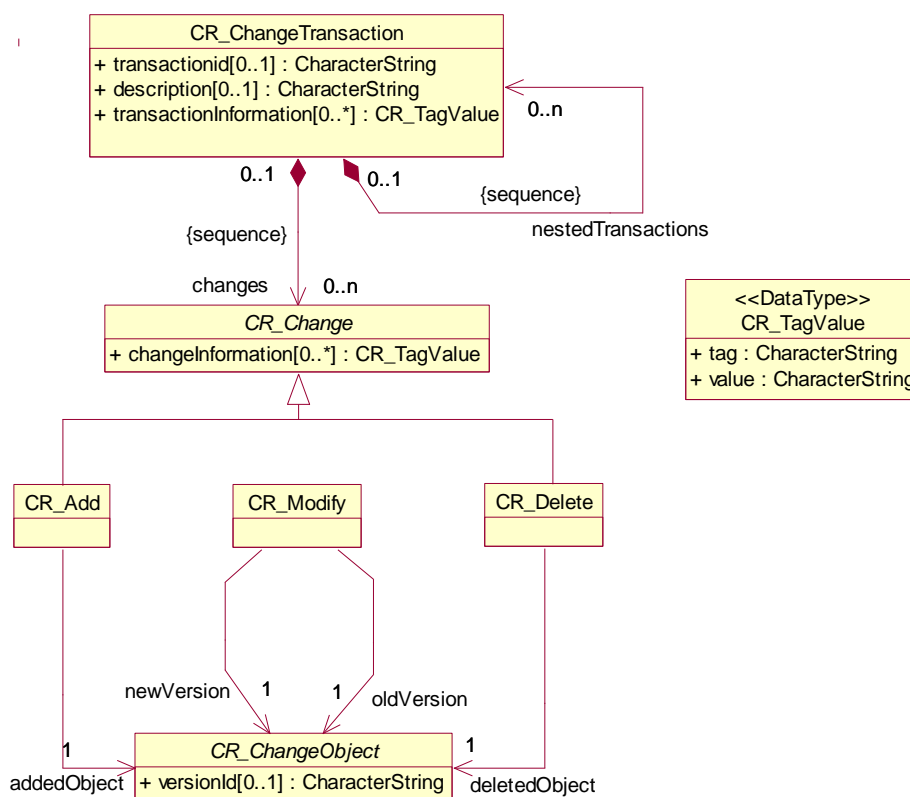 CR_ChangeTransaction
+ transactionid[0..1] : CharacterString
+ description[0..1] : CharacterString
+ transactionInformation[0..*] : CR_TagValue
0..n
0..1
0..1
{sequence}
nestedTransactions
{sequence}
changes
0..n
CR_Change
+ changeInformation[0..*] : CR_TagValue
<<DataType>>
CR_TagValue
+ tag : CharacterString
+ value : CharacterString
CR_Add
CR_Modify
CR_Delete
newVersion
1
1
oldVersion
1
addedObject
CR_ChangeObject
+ versionId[0..1] : CharacterString
1
deletedObject